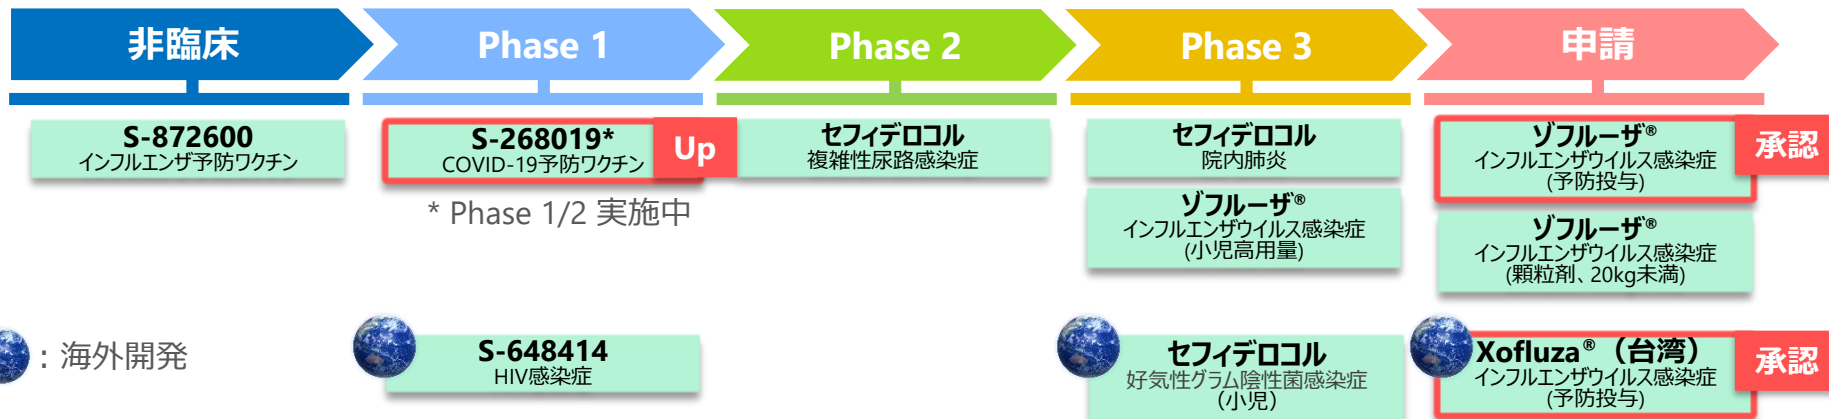 非臨床
Phase 1
Phase 2
Phase 3
申請
S-872600
インフルエンザ予防ワクチン
S-268019*
COVID-19予防ワクチン
Up
* Phase 1/2 実施中
セフィデロコル
複雑性尿路感染症
セフィデロコル
院内肺炎
ゾフルーザ®
インフルエンザウイルス感染症
(小児高用量)
ゾフルーザ®
インフルエンザウイルス感染症
(予防投与)
承認
ゾフルーザ®
インフルエンザウイルス感染症
(顆粒剤、20kg未満)
：海外開発
S-648414
HIV感染症
セフィデロコル
好気性グラム陰性菌感染症
(小児)
Xofluza®（台湾）
インフルエンザウイルス感染症
(予防投与)
承認